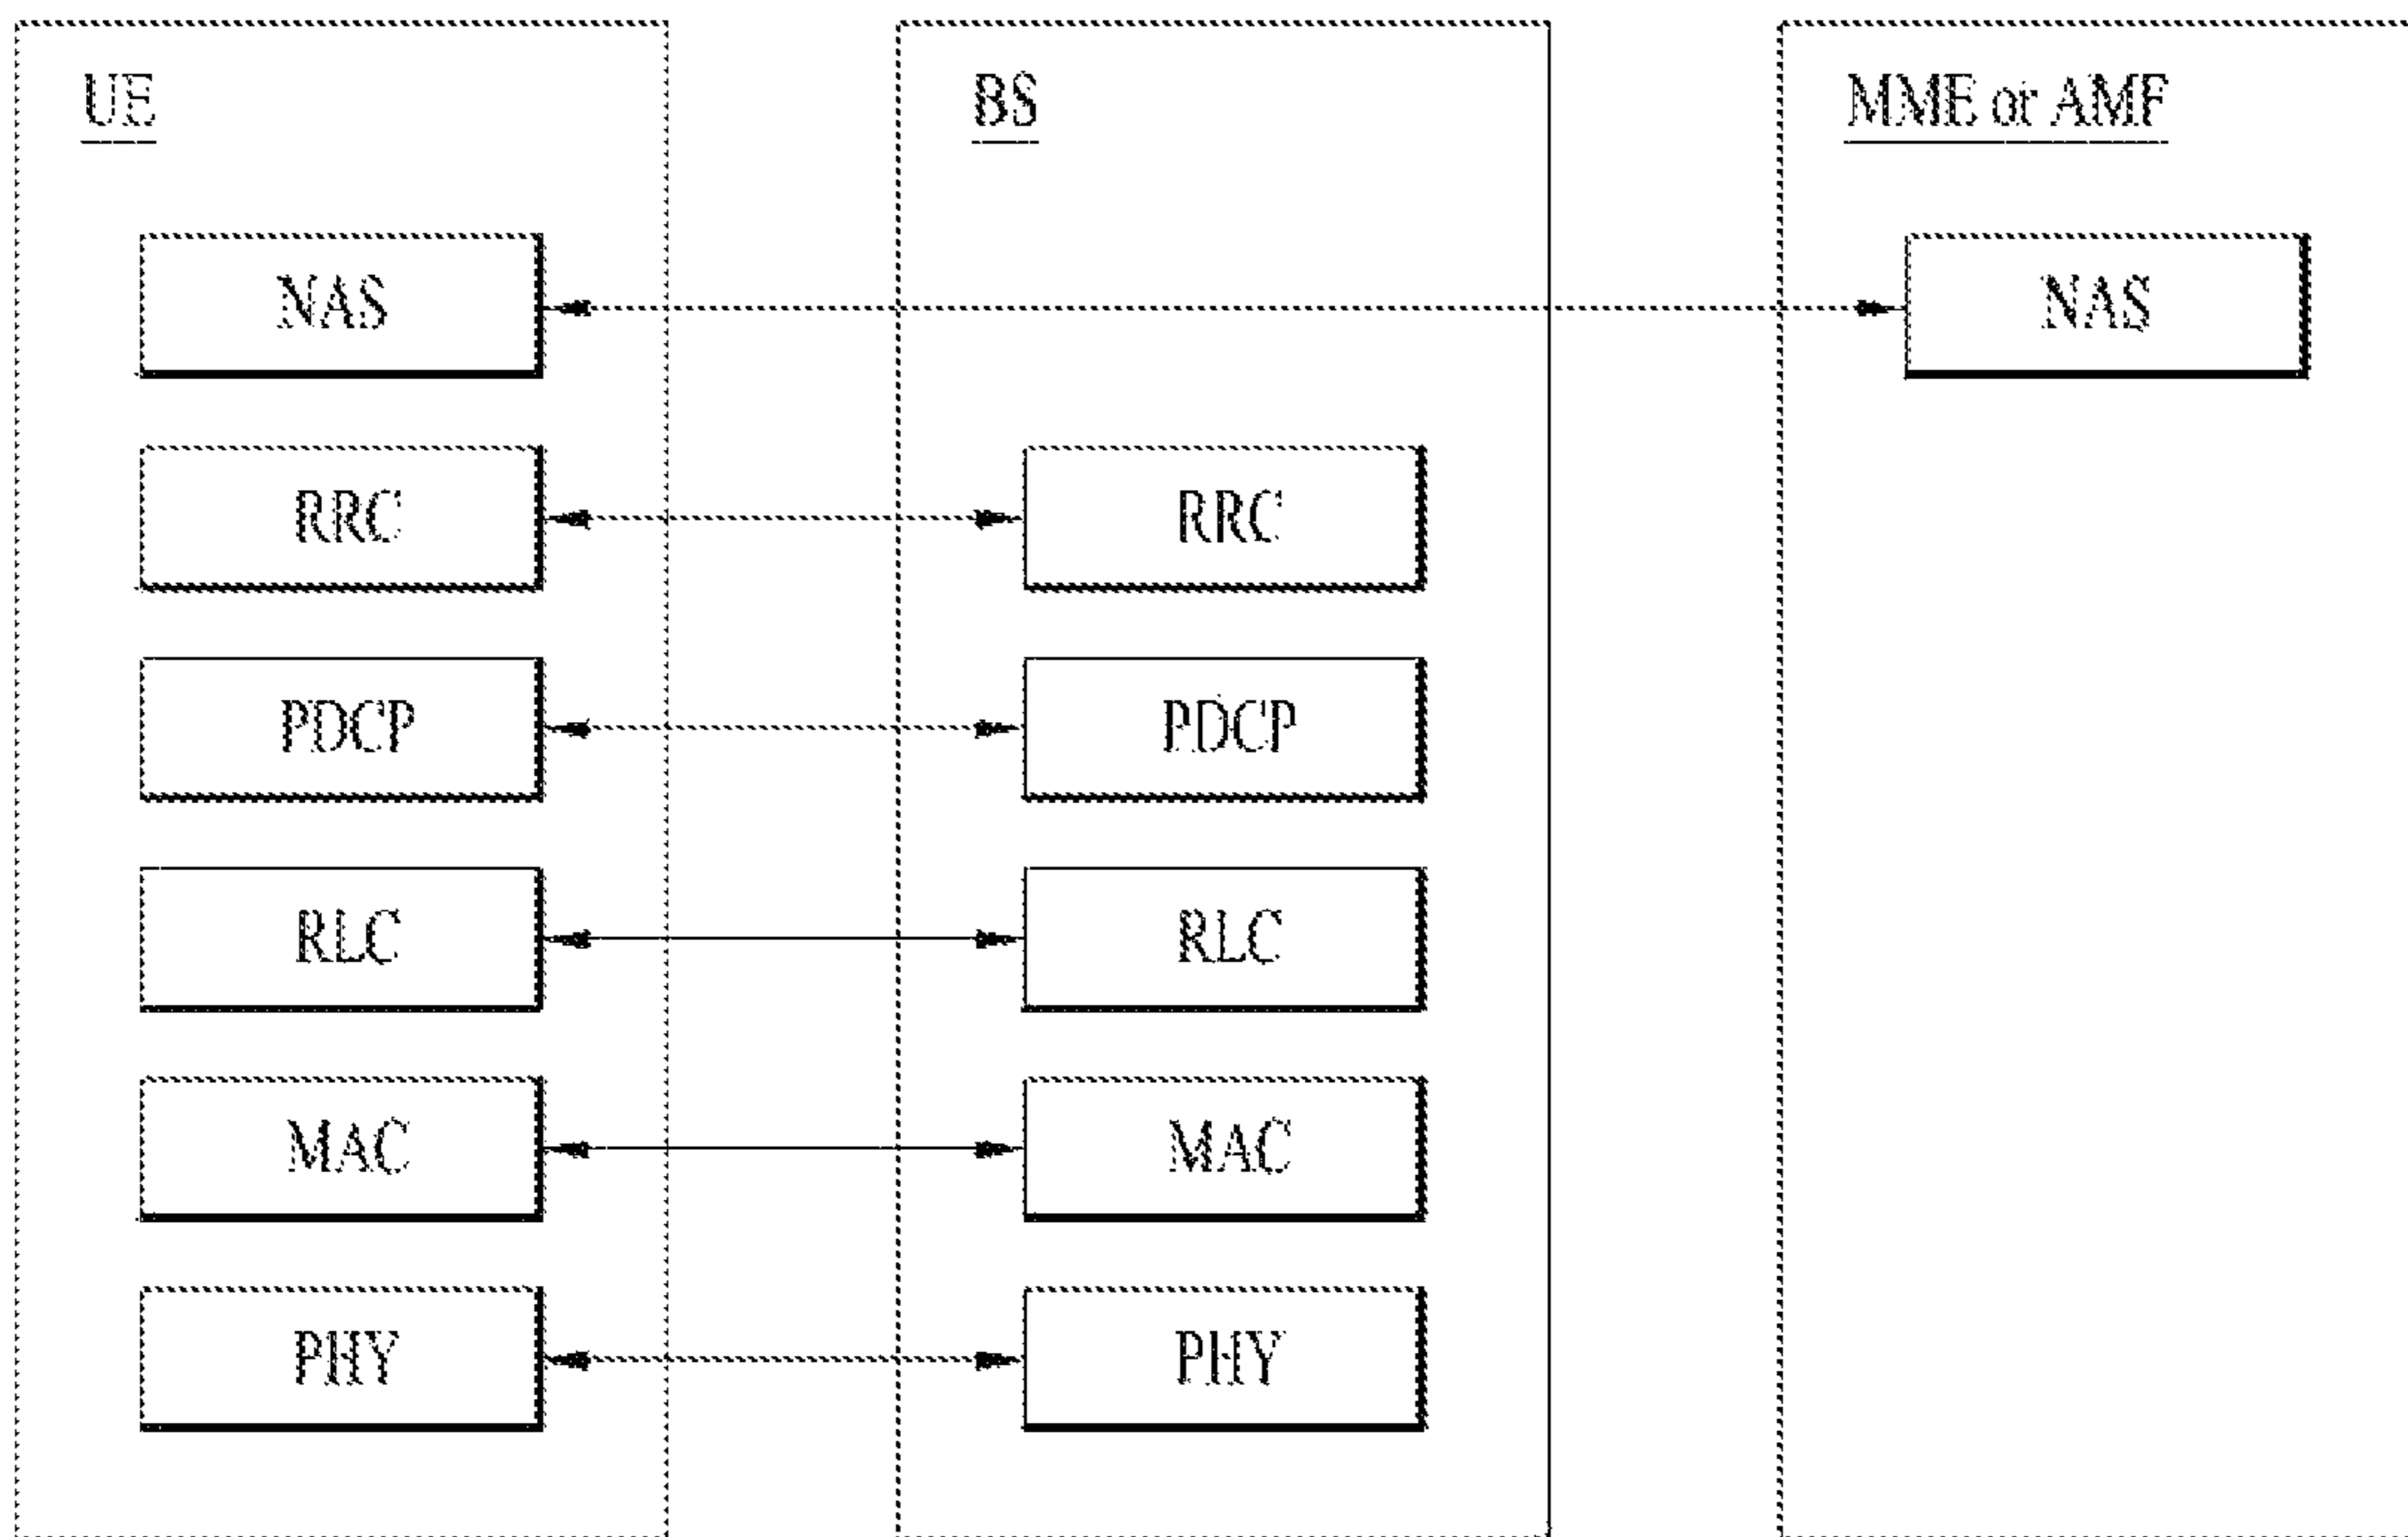 UE
BS
MME or AMF
NAS
NAS
RRC
RRC
PDCP
PDCP
RLC
RLC
MAC
MAC
PHY
PHY